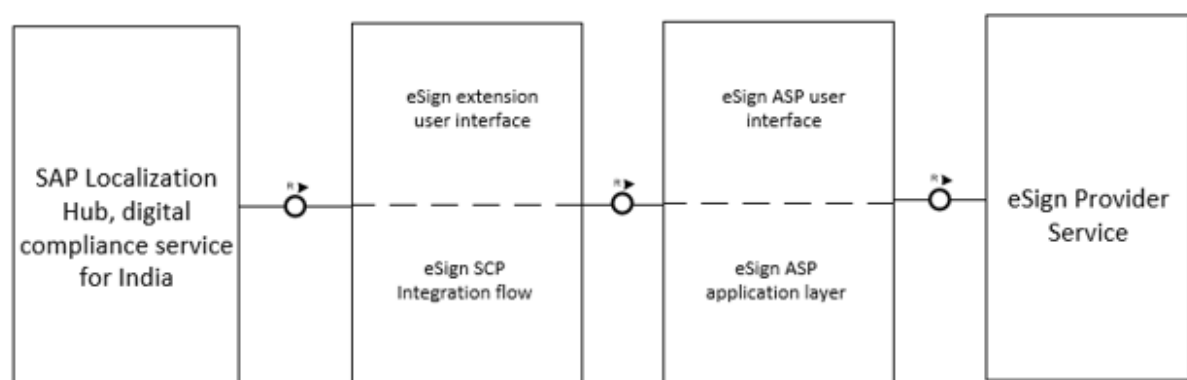 SAP Localization
Hub, digital
compliance service
for India
eSign extension
user interface
eSign SCP
Integration flow
eSign ASP user
interface
eSign ASP
application layer
eSign Provider
Service
R
R
R